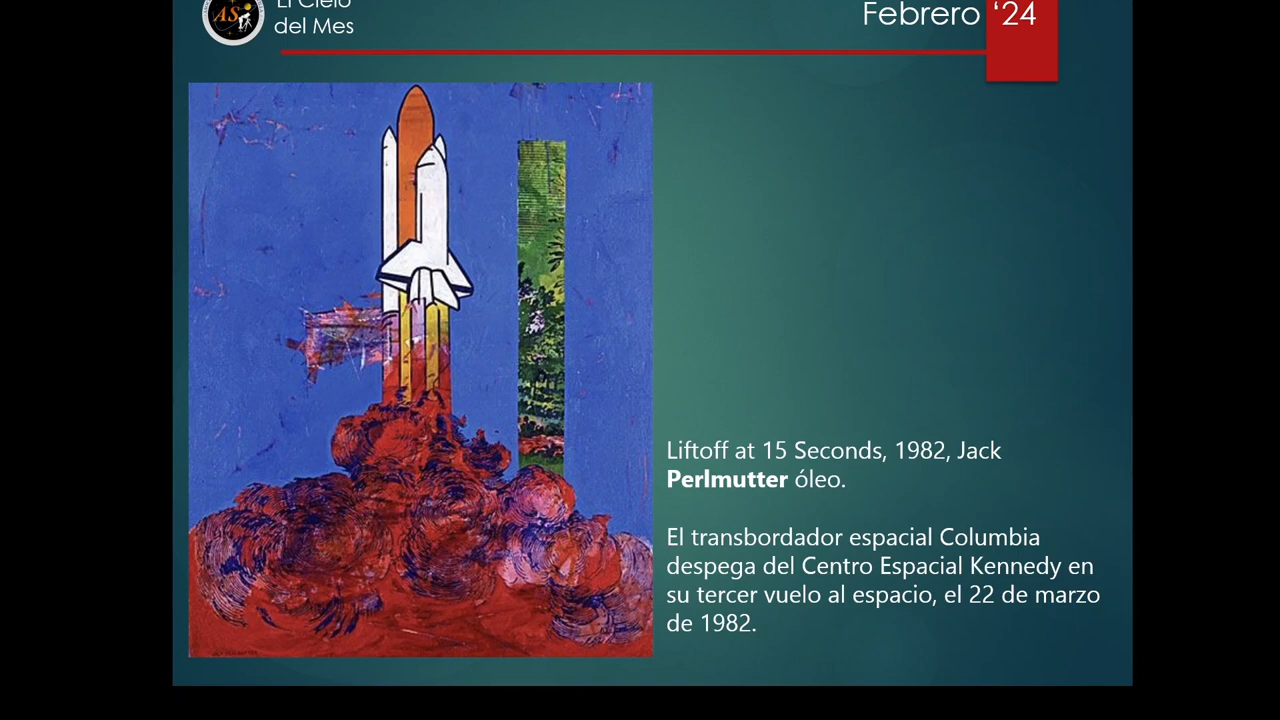 El Cielo
del Mes
Febrero ‘24
AS
Liftoff at 15 Seconds, 1982, Jack
Perlmutter óleo.
El transbordador espacial Columbia
despega del Centro Espacial Kennedy en
su tercer vuelo al espacio, el 22 de marzo
de 1982.